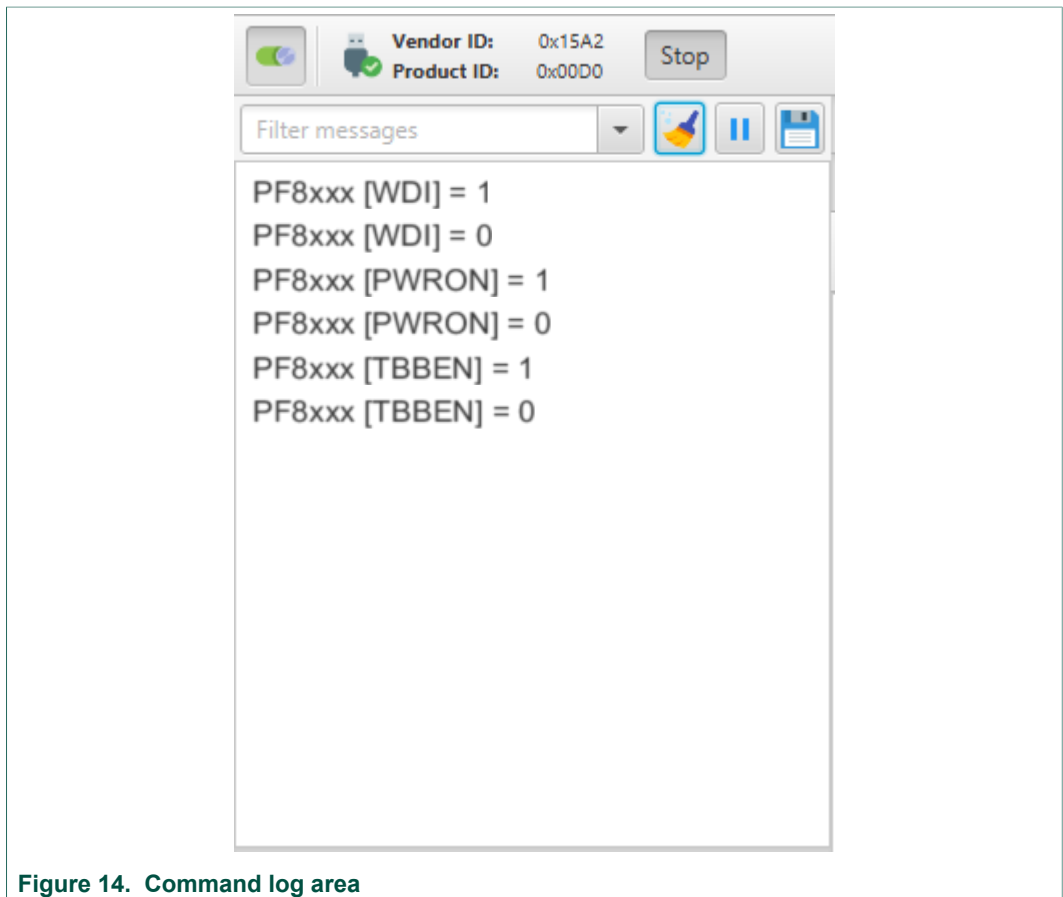 Vendor ID: 0x15A2
Product ID: 0x00D0
Stop
Filter messages
PF8xxx [WDI] = 1
PF8xxx [WDI] = 0
PF8xxx [PWRON] = 1
PF8xxx [PWRON] = 0
PF8xxx [TBBEN] = 1
PF8xxx [TBBEN] = 0
Figure 14. Command log area